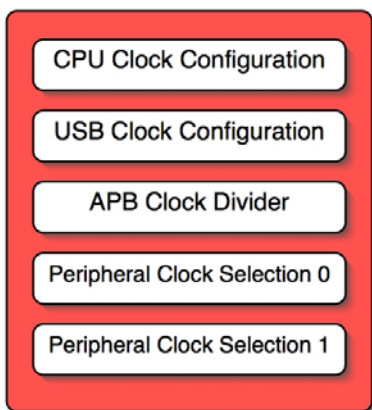 CPU Clock Configuration
USB Clock Configuration
APB Clock Divider
Peripheral Clock Selection 0
Peripheral Clock Selection 1